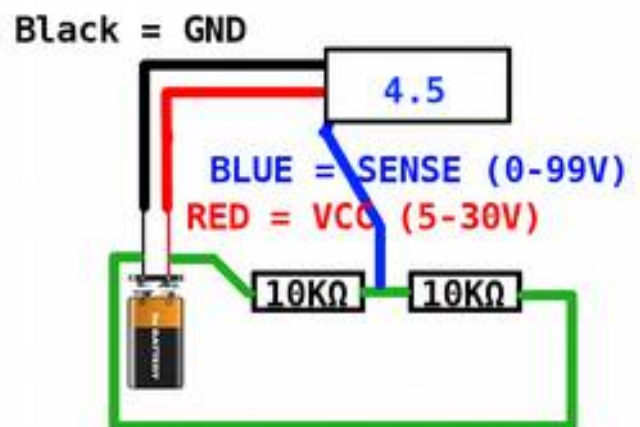 Black = GND
4.5
BLUE = SENSE (0-99V)
RED = VCC (5-30V)
10KΩ 10KΩ